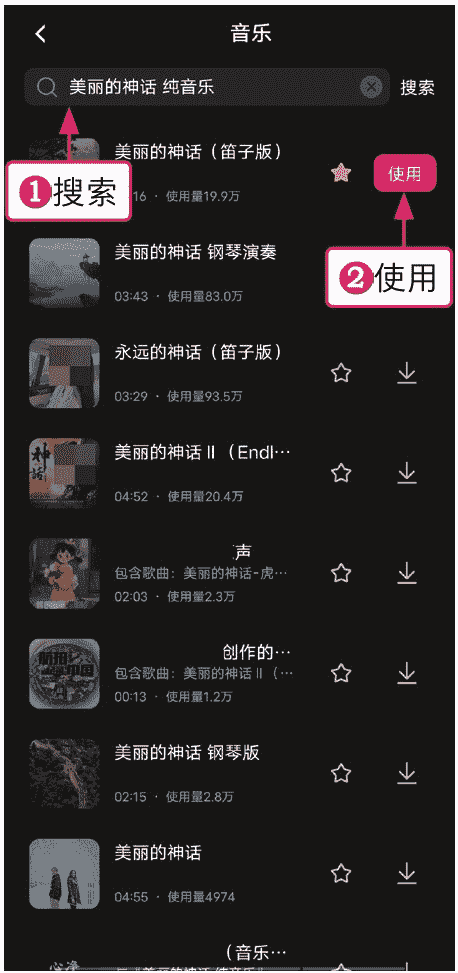 音乐
美丽的神话 纯音乐
搜索
美丽的神话（笛子版）
使用
❶搜索
16 · 使用量19.9万
美丽的神话 钢琴演奏
❷使用
03:43 · 使用量83.0万
永远的神话（笛子版）
03:29 · 使用量93.5万
美丽的神话Ⅱ（Endl…
04:52 · 使用量20.4万
声
包含歌曲：美丽的神话-虎…
02:03 · 使用量2.3万
创作的…
包含歌曲：美丽的神话Ⅱ（…
00:13 · 使用量1.2万
美丽的神话 钢琴版
02:15 · 使用量2.8万
美丽的神话
04:55 · 使用量4974
（音乐…